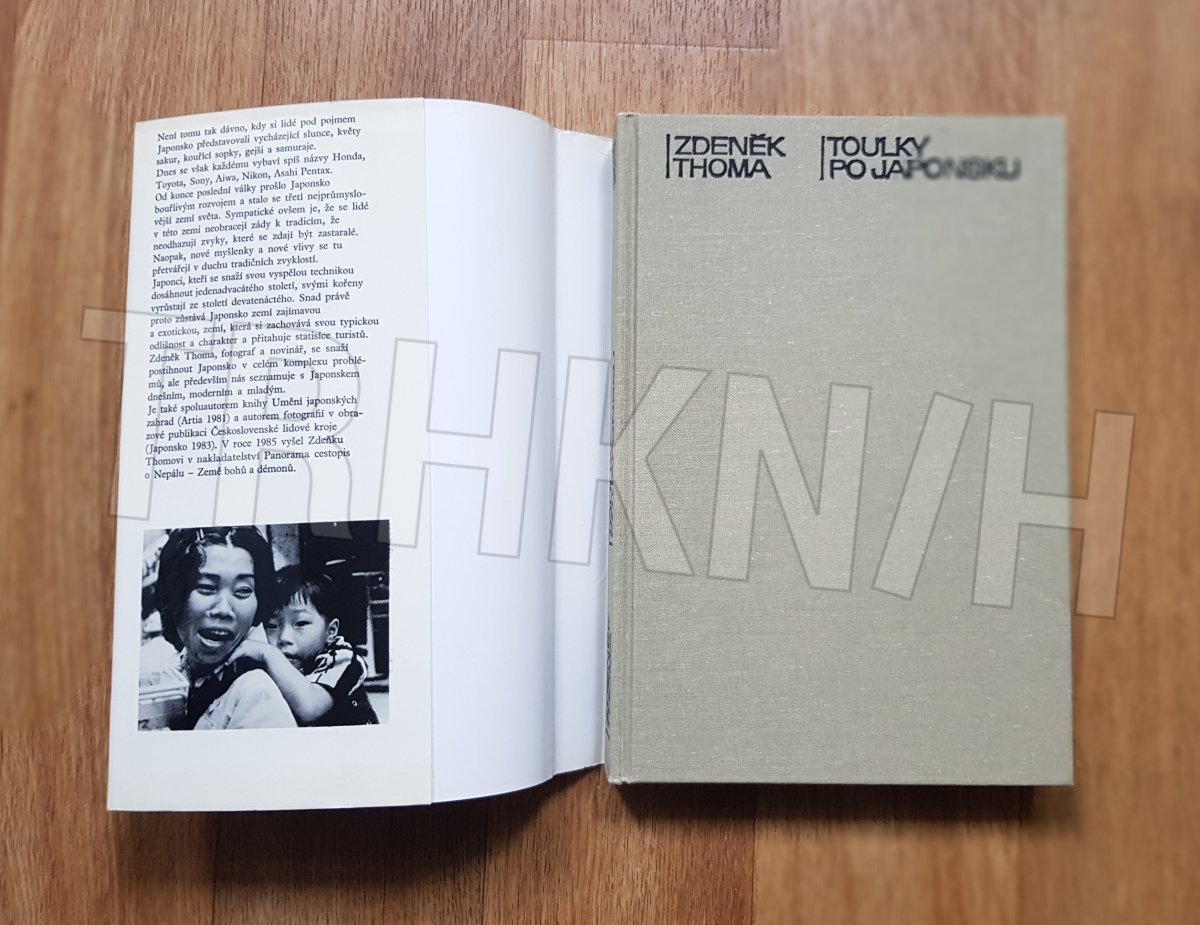 Není tomu tak dávno, kdy si lidé pod pojmem
Japonsko představovali vycházející slunce, květy
sakur, kouřící sopky, gejši a samuraje.
Dnes se však každému vybaví spíš názvy Honda,
Toyota, Sony, Aiwa, Nikon, Asahi Pentax.
Od konce poslední války prošlo Japonsko
bouřlivým rozvojem a stalo se třetí nejprůmyslo-
vější zemí světa. Sympatické ovšem je, že se lidé
v této zemi neobracejí zády k tradicím, že
neodhazují zvyky, které se zdají být zastaralé.
Naopak, nové myšlenky a nové vlivy se tu
přetvářejí v duchu tradičních zvyklostí.
Japonci, kteří se snaží svou vyspělou technikou
dosáhnout jedenadvacátého století, svými kořeny
vyrůstají ze století devatenáctého. Snad právě
proto zůstává Japonsko zemí zajímavou
a exotickou, zemí, která si zachovává svou typickou
odlišnost a charakter a přitahuje statisíce turistů.
Zdeněk Thoma, fotograf a novinář, se snaží
postihnout Japonsko v celém komplexu problé-
mů, ale především nás seznamuje s Japonskem
dnešním, moderním a mladým.
Je také spoluautorem knihy Umění japonských
zahrad (Artia 1981) a autorem fotografií v obra-
zové publikaci Československé lidové kroje
(Japonsko 1983). V roce 1985 vyšel Zdeňku
Thomovi v nakladatelství Panorama cestopis
o Nepálu – Země bohů a démonů.
ZDENĚK
THOMA
TOULKY
PO JAPONSKU
TRHKNIH